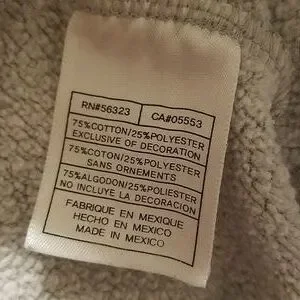 RN#56323 CA#05553
75%COTTON/25%POLYESTER
EXCLUSIVE OF DECORATION
75%COTON/25%POLYESTER
SANS ORNEMENTS
75%ALGODON/25%POLIESTER
NO INCLUYE LA DECORACION
FABRIQUE EN MEXIQUE
HECHO EN MEXICO
MADE IN MEXICO